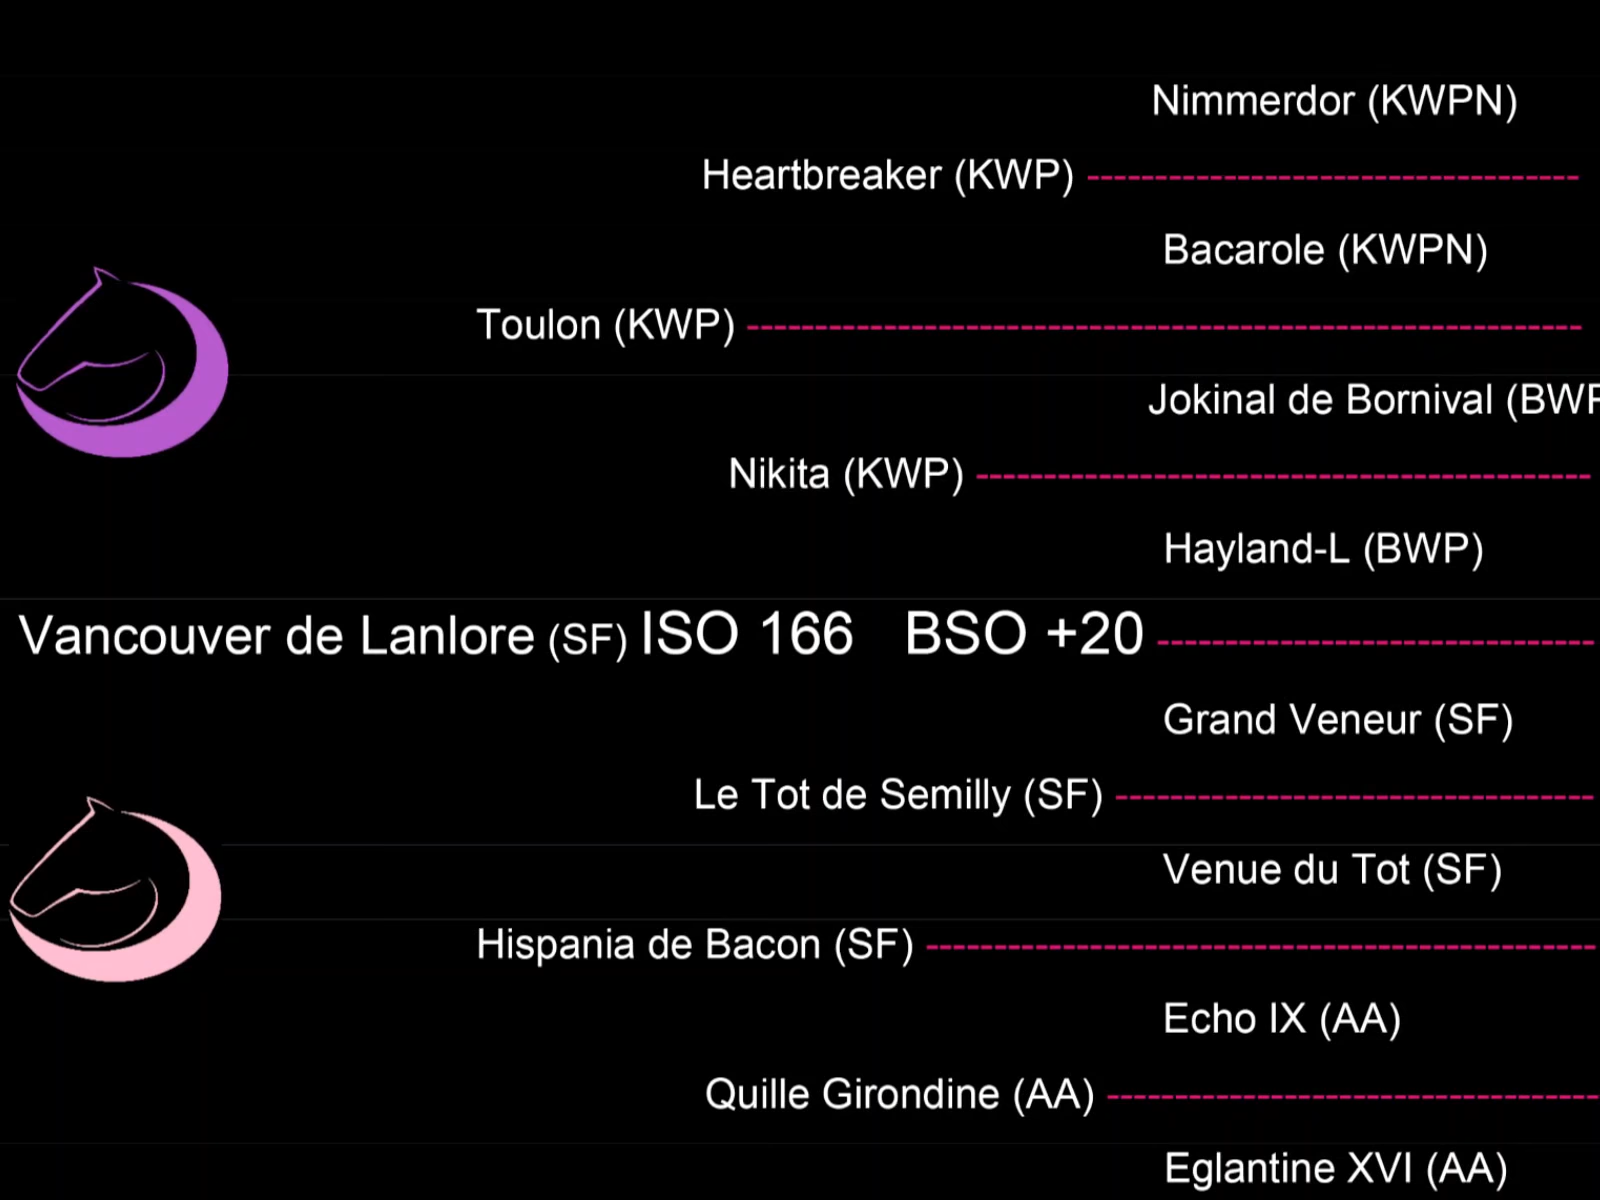 Nimmerdor (KWPN)
Heartbreaker (KWP)
Bacarole (KWPN)
Toulon (KWP)
Jokinal de Bornival (BWP
Nikita (KWP)
Hayland-L (BWP)
Vancouver de Lanlore (SF) ISO 166 BSO +20
Grand Veneur (SF)
Le Tot de Semilly (SF)
Venue du Tot (SF)
Hispania de Bacon (SF)
Echo IX (AA)
Quille Girondine (AA)
Eglantine XVI (AA)